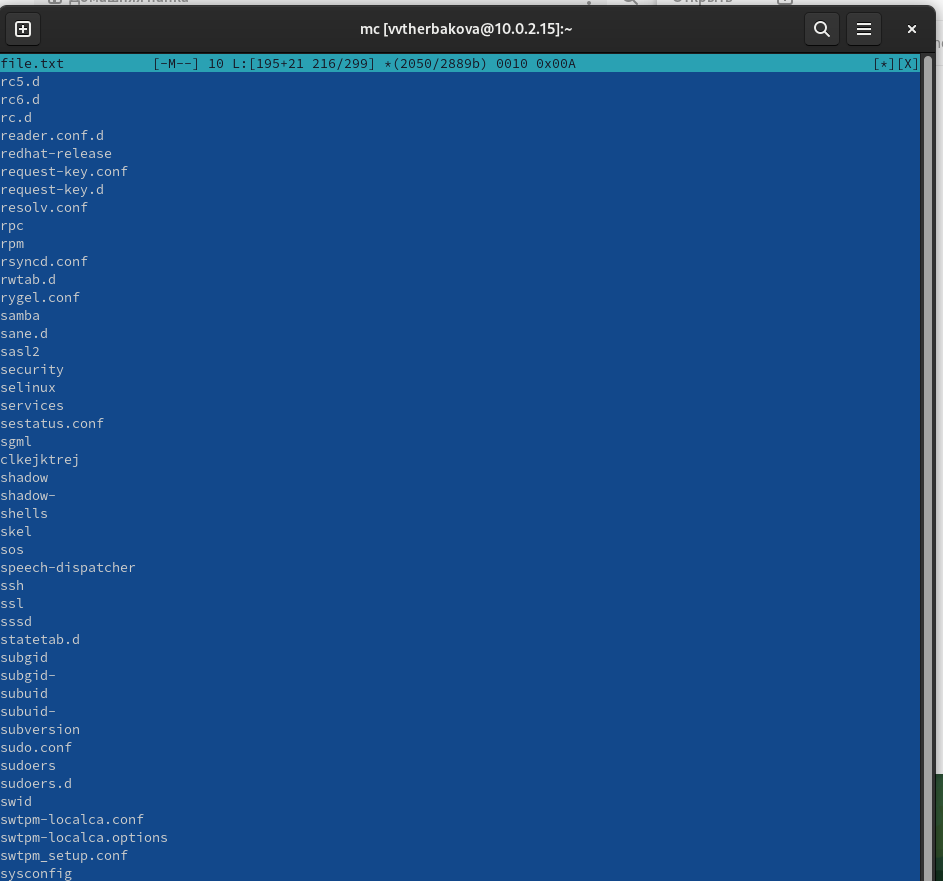 Домашняя папка
Открыть
mc [vvtherbakova@10.0.2.15]:~
file.txt [-M--] 10 L:[195+21 216/299] *(2050/2889b) 0010 0x00A [*][X]
rc5.d
rc6.d
rc.d
reader.conf.d
redhat-release
request-key.conf
request-key.d
resolv.conf
rpc
rpm
rsyncd.conf
rwtab.d
rygel.conf
samba
sane.d
sasl2
security
selinux
services
sestatus.conf
sgml
clkejktrej
shadow
shadow-
shells
skel
sos
speech-dispatcher
ssh
ssl
sssd
statetab.d
subgid
subgid-
subuid
subuid-
subversion
sudo.conf
sudoers
sudoers.d
swid
swtpm-localca.conf
swtpm-localca.options
swtpm_setup.conf
sysconfig